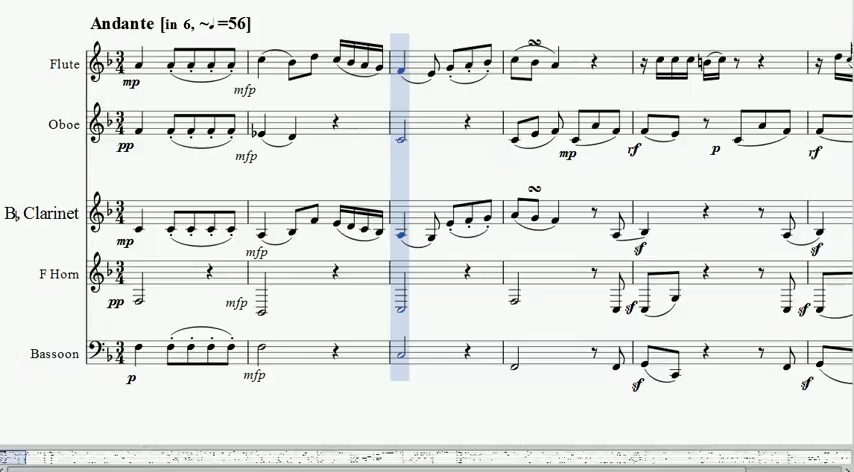 Andante [in 6, ~♩=56]
Flute
mp
mfp
Oboe
pp
mfp
mp
rf
p
rf
B♭ Clarinet
mp
mfp
sf
sf
F Horn
pp
mfp
sf
sf
Bassoon
p
mfp
sf
sf